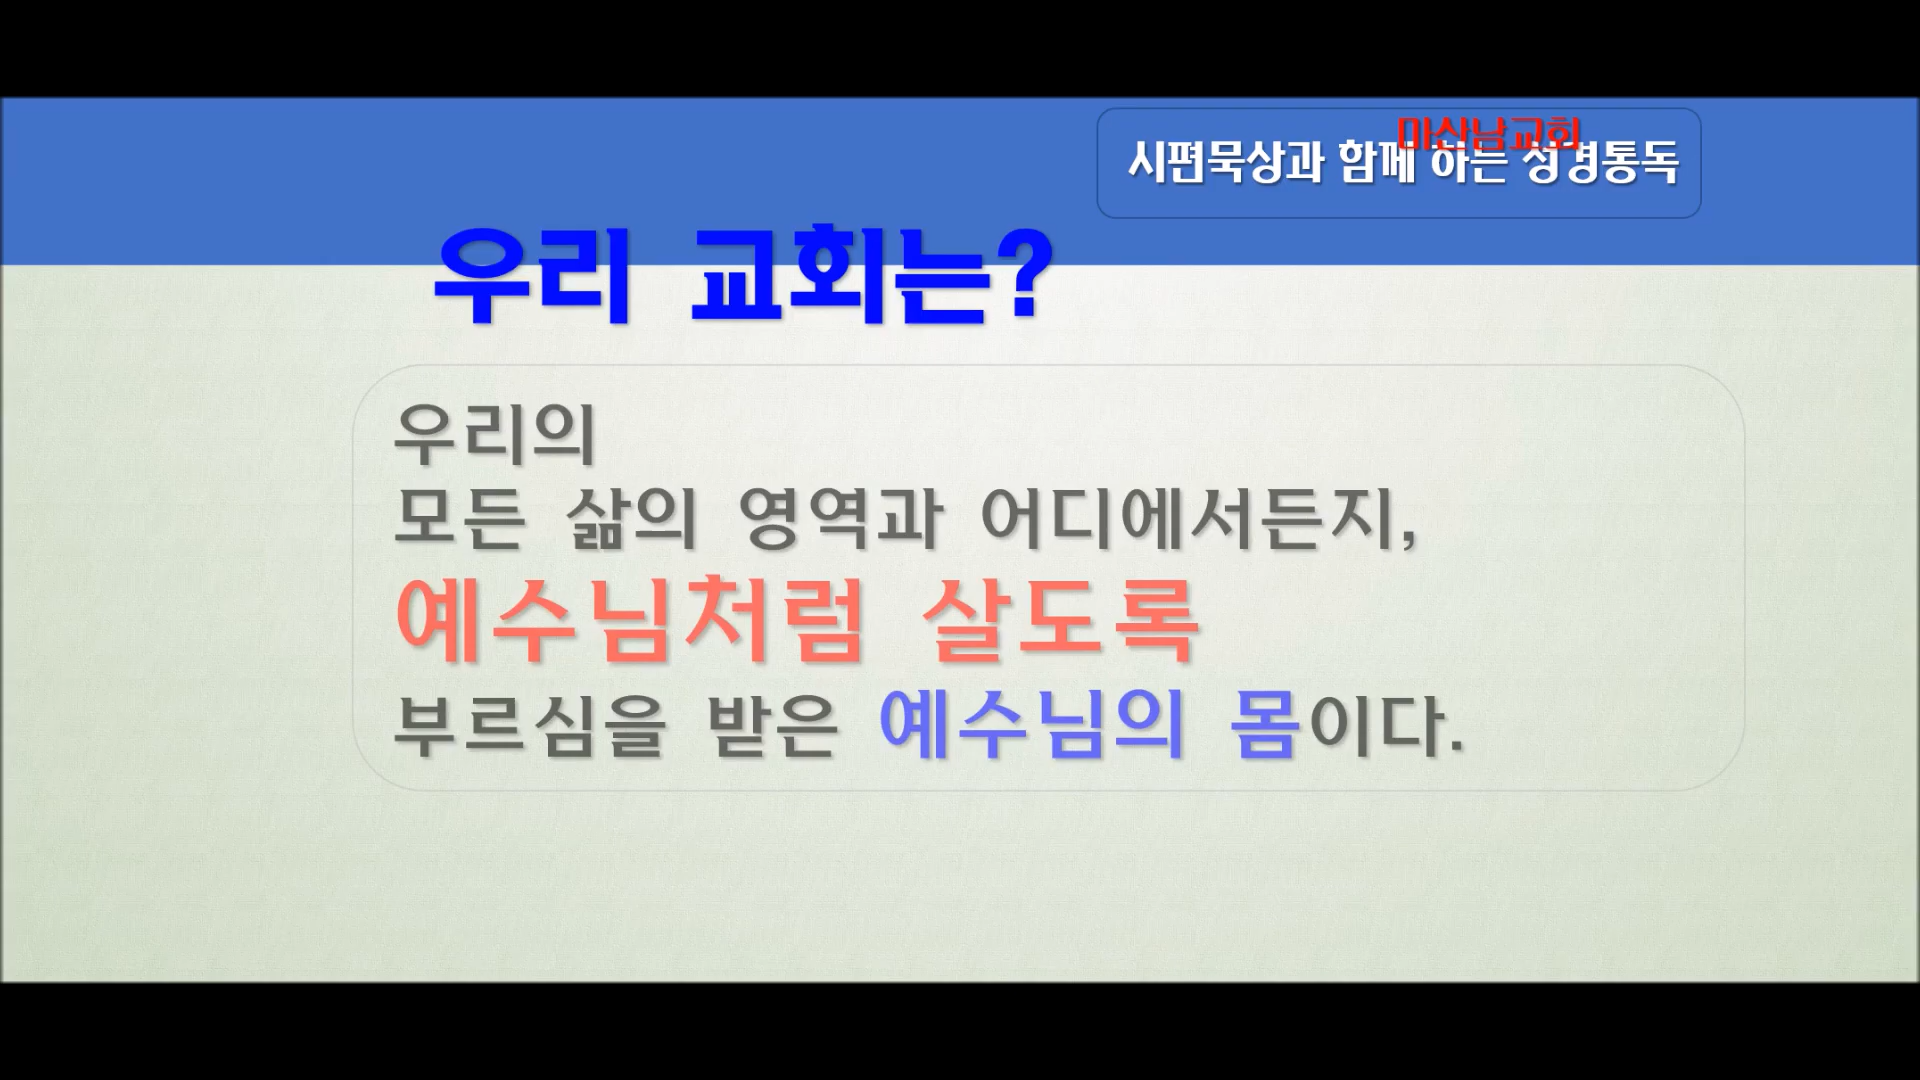 마산남교회
시편묵상과 함께 하는 성경통독
우리 교회는?
우리의
모든 삶의 영역과 어디에서든지,
예수님처럼 살도록
부르심을 받은 예수님의 몸이다.